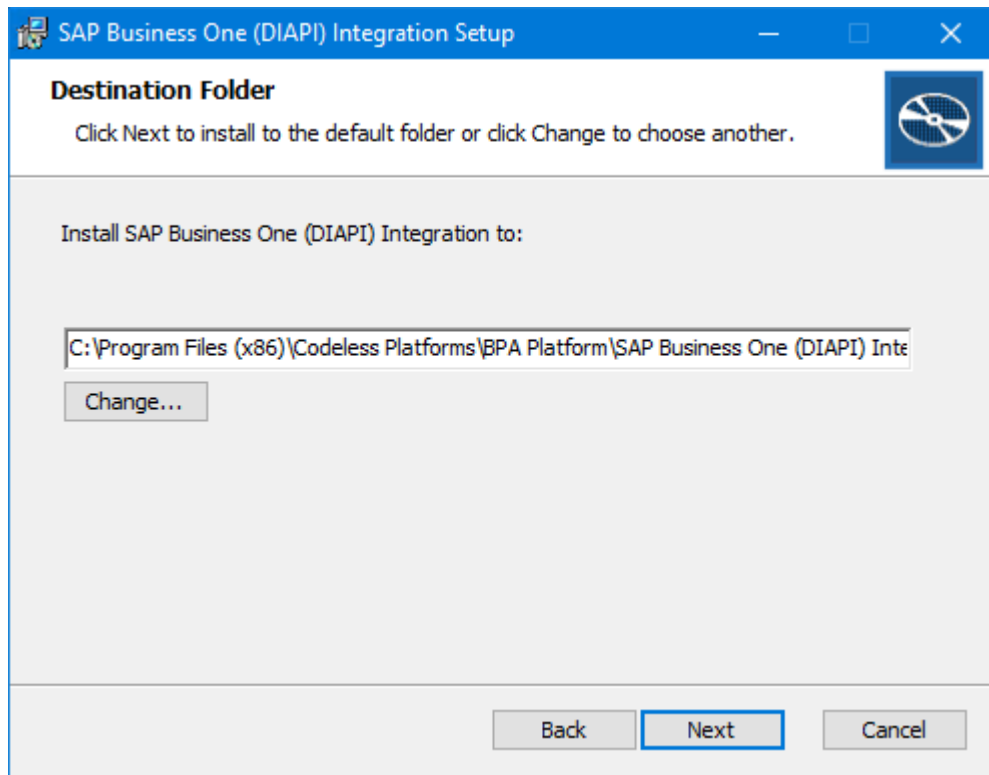 SAP Business One (DIAPI) Integration Setup
Destination Folder
Click Next to install to the default folder or click Change to choose another.
Install SAP Business One (DIAPI) Integration to:
C:\Program Files (x86)\Codeless Platforms\BPA Platform\SAP Business One (DIAPI) Inte
Change...
Back Next Cancel